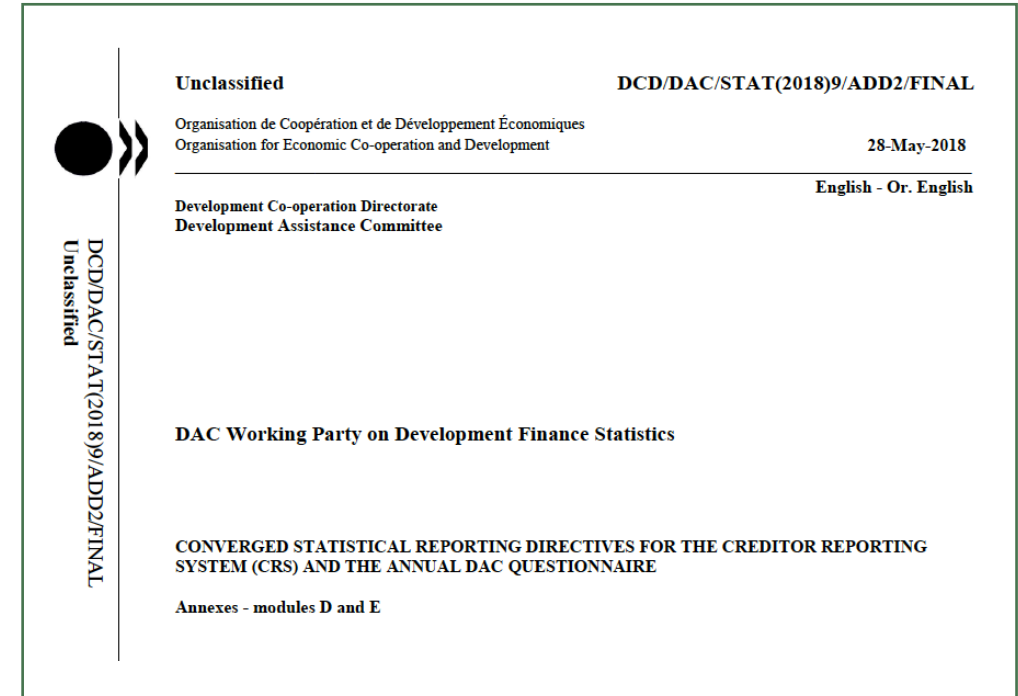 Unclassified DCD/DAC/STAT(2018)9/ADD2/FINAL
Organisation de Coopération et de Développement Économiques
Organisation for Economic Co-operation and Development 28-May-2018
English - Or. English
Development Co-operation Directorate
Development Assistance Committee
DCD/DAC/STAT(2018)9/ADD2/FINAL
Unclassified
DAC Working Party on Development Finance Statistics
CONVERGED STATISTICAL REPORTING DIRECTIVES FOR THE CREDITOR REPORTING
SYSTEM (CRS) AND THE ANNUAL DAC QUESTIONNAIRE
Annexes - modules D and E